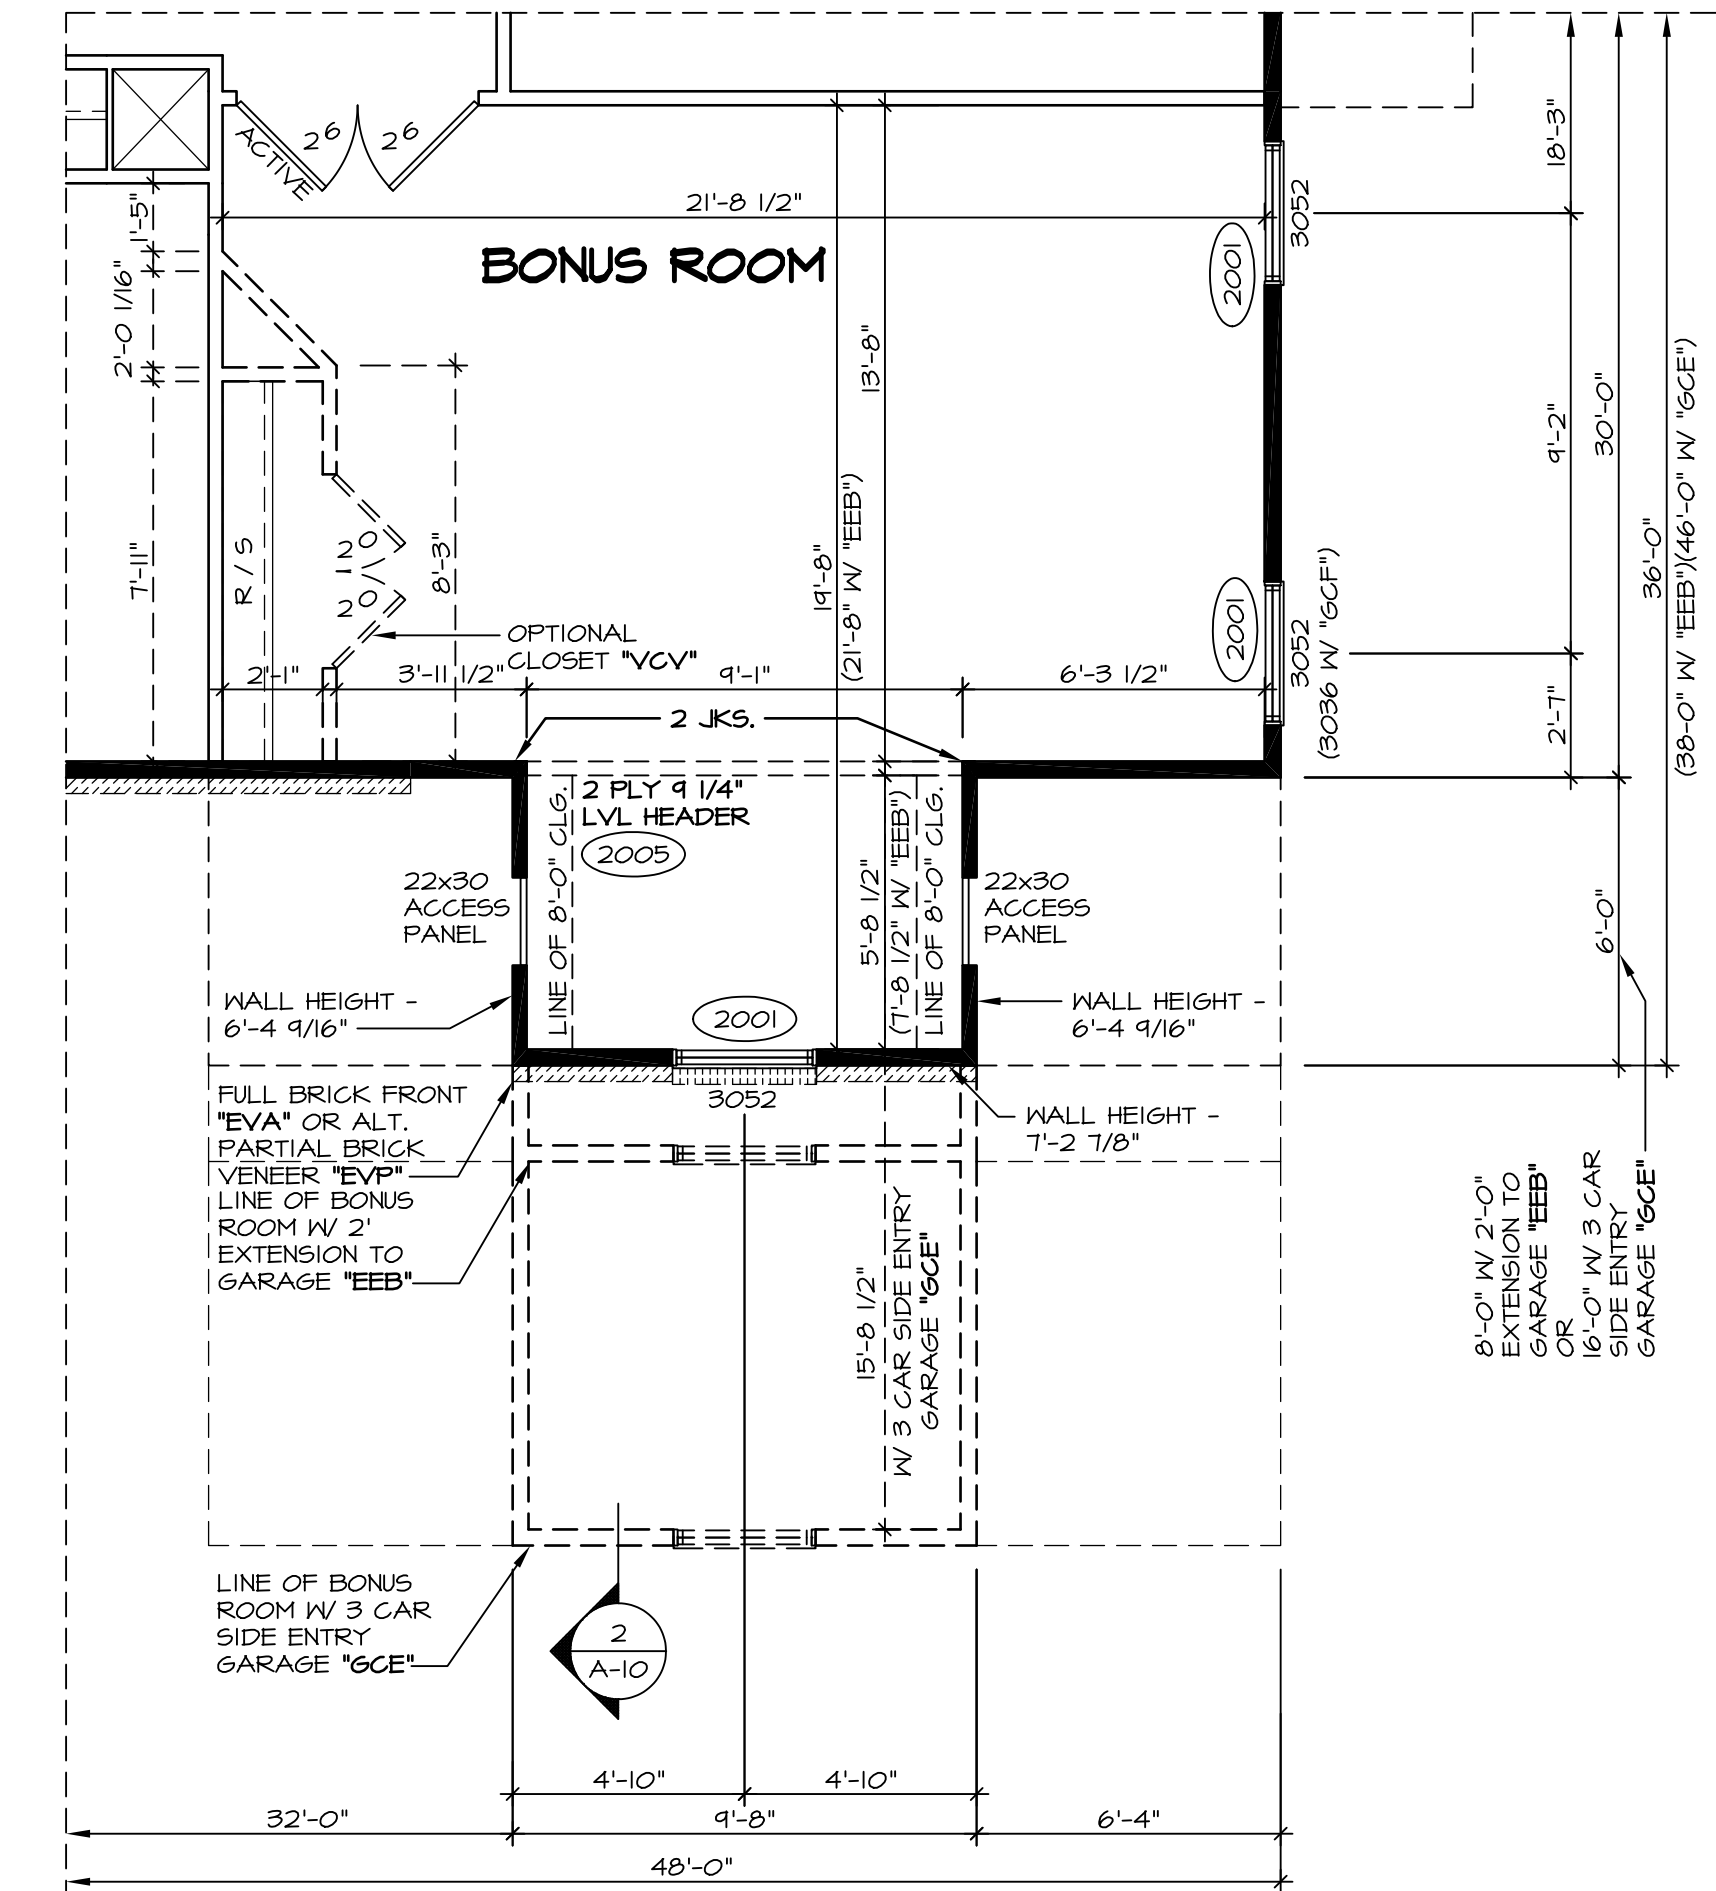 2⁶
2⁶
ACTIVE
1'-5"
21'-8 1/2"
18'-3"
3052
BONUS ROOM
2001
2'-0 1/16"
13'-8"
30'-0"
9'-2"
36'-0"
(38'-0" W/ "EEB")(46'-0" W/ "GCE")
7'-11"
R / S
2⁰
2⁰
8'-3"
19'-8"
(21'-8" W/ "EEB")
2001
3052
(3036 W/ "GCF")
OPTIONAL
CLOSET "VCV"
2'-1"
3'-11 1/2"
9'-1"
6'-3 1/2"
2'-7"
2 JKS.
2 PLY 9 1/4"
LVL HEADER
2005
LINE OF 8'-0" CLG.
5'-8 1/2"
(7'-8 1/2" W/ "EEB")
LINE OF 8'-0" CLG.
22x30
ACCESS
PANEL
22x30
ACCESS
PANEL
6'-0"
WALL HEIGHT -
6'-4 9/16"
2001
WALL HEIGHT -
6'-4 9/16"
3052
FULL BRICK FRONT
"EVA" OR ALT.
PARTIAL BRICK
VENEER "EVP"
WALL HEIGHT -
7'-2 7/8"
LINE OF BONUS
ROOM W/ 2'
EXTENSION TO
GARAGE "EEB"
15'-8 1/2"
W/ 3 CAR SIDE ENTRY
GARAGE "GCE"
8'-0" W/ 2'-0"
EXTENSION TO
GARAGE "EEB"
OR
16'-0" W/ 3 CAR
SIDE ENTRY
GARAGE "GCE"
LINE OF BONUS
ROOM W/ 3 CAR
SIDE ENTRY
GARAGE "GCE"
2
A-10
4'-10"
4'-10"
32'-0"
9'-8"
6'-4"
48'-0"